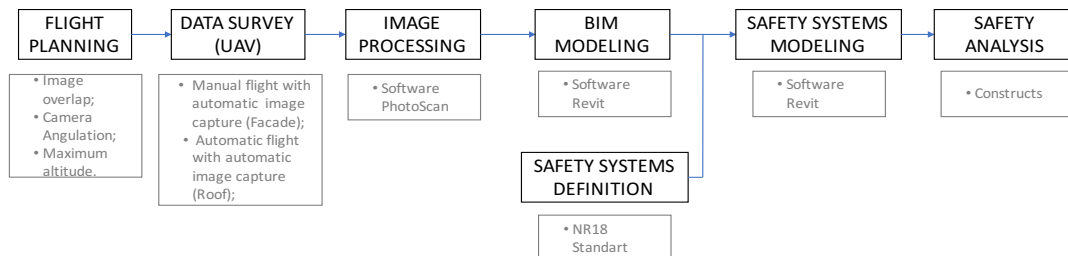 FLIGHT
PLANNING
• Image
overlap;
• Camera
Angulation;
• Maximum
altitude.
DATA SURVEY
(UAV)
• Manual flight with
automatic image
capture (Facade);
• Automatic flight
with automatic
image capture
(Roof);
IMAGE
PROCESSING
• Software
PhotoScan
BIM
MODELING
• Software
Revit
SAFETY SYSTEMS
DEFINITION
• NR18
Standart
SAFETY SYSTEMS
MODELING
• Software
Revit
SAFETY
ANALYSIS
• Constructs